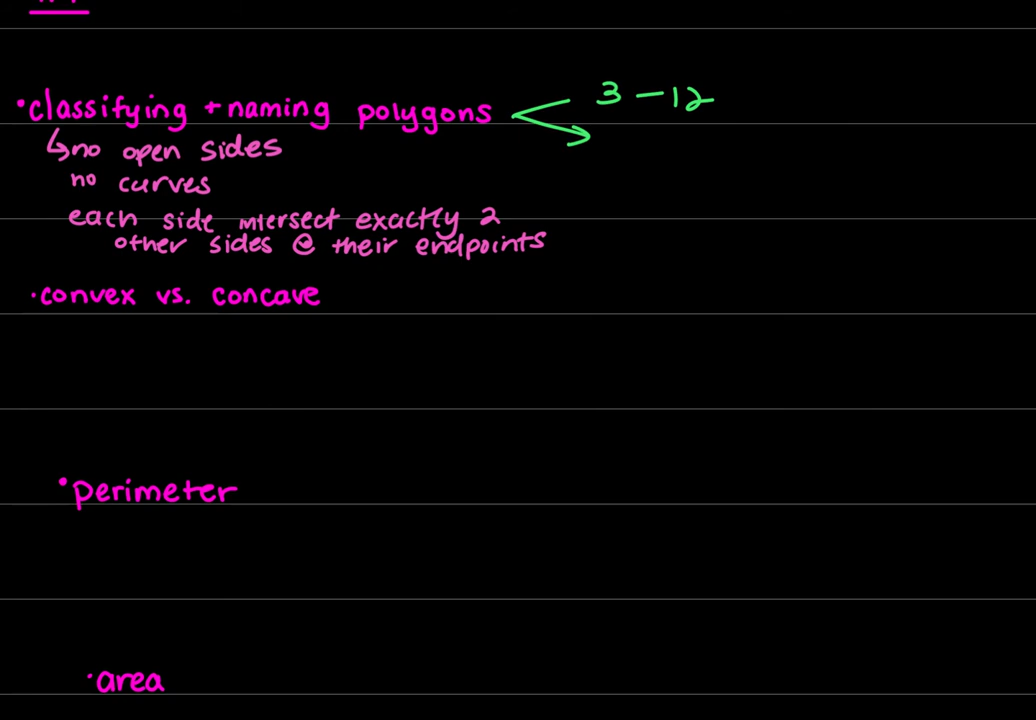 •classifying + naming polygons 3 - 12
↳no open sides
no curves
each side intersect exactly 2
other sides @ their endpoints
•convex vs. concave
•perimeter
•area